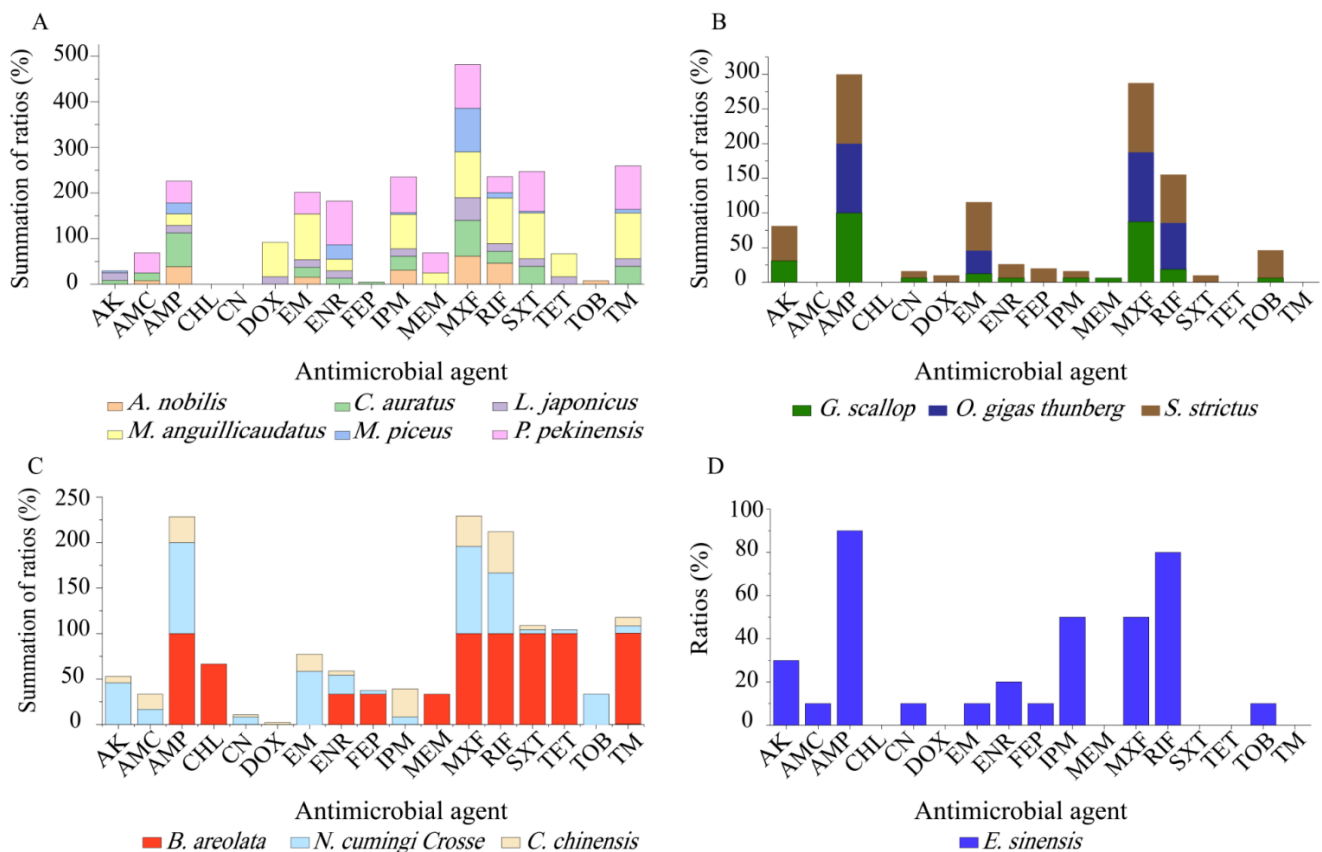 A
Summation of ratios (%)
500
400
300
200
100
0
AK AMC AMP CHL CN DOX EM ENR FEP IPM MEM MXF RIF SXT TET TOB TM
Antimicrobial agent
A. nobilis C. auratus L. japonicus
M. anguillicaudatus M. piceus P. pekinensis
B
Summation of ratios (%)
300
200
150
100
50
0
AK AMC AMP CHL CN DOX EM ENR FEP IPM MEM MXF RIF SXT TET TOB TM
Antimicrobial agent
G. scallop O. gigas thunberg S. strictus
C
Summation of ratios (%)
250
200
150
100
50
0
AK AMC AMP CHL CN DOX EM ENR FEP IPM MEM MXF RIF SXT TET TOB TM
Antimicrobial agent
B. areolata N. cumingi Crosse C. chinensis
D
Ratios (%)
100
80
60
40
20
0
AK AMC AMP CHL CN DOX EM ENR FEP IPM MEM MXF RIF SXT TET TOB TM
Antimicrobial agent
E. sinensis